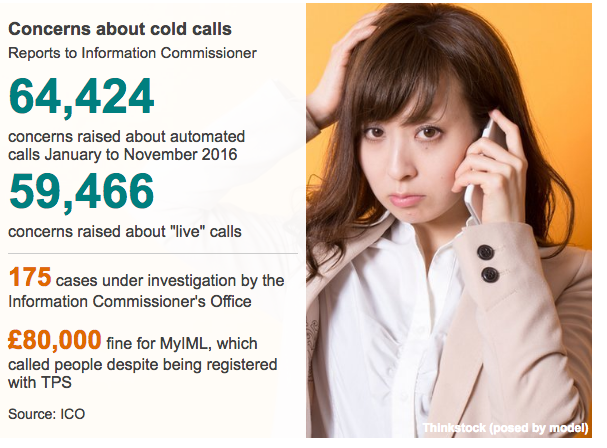 Concerns about cold calls
Reports to Information Commissioner
64,424
concerns raised about automated
calls January to November 2016
59,466
concerns raised about "live" calls
175 cases under investigation by the
Information Commissioner's Office
£80,000 fine for MyIML, which
called people despite being registered
with TPS
Source: ICO
Thinkstock (posed by model)